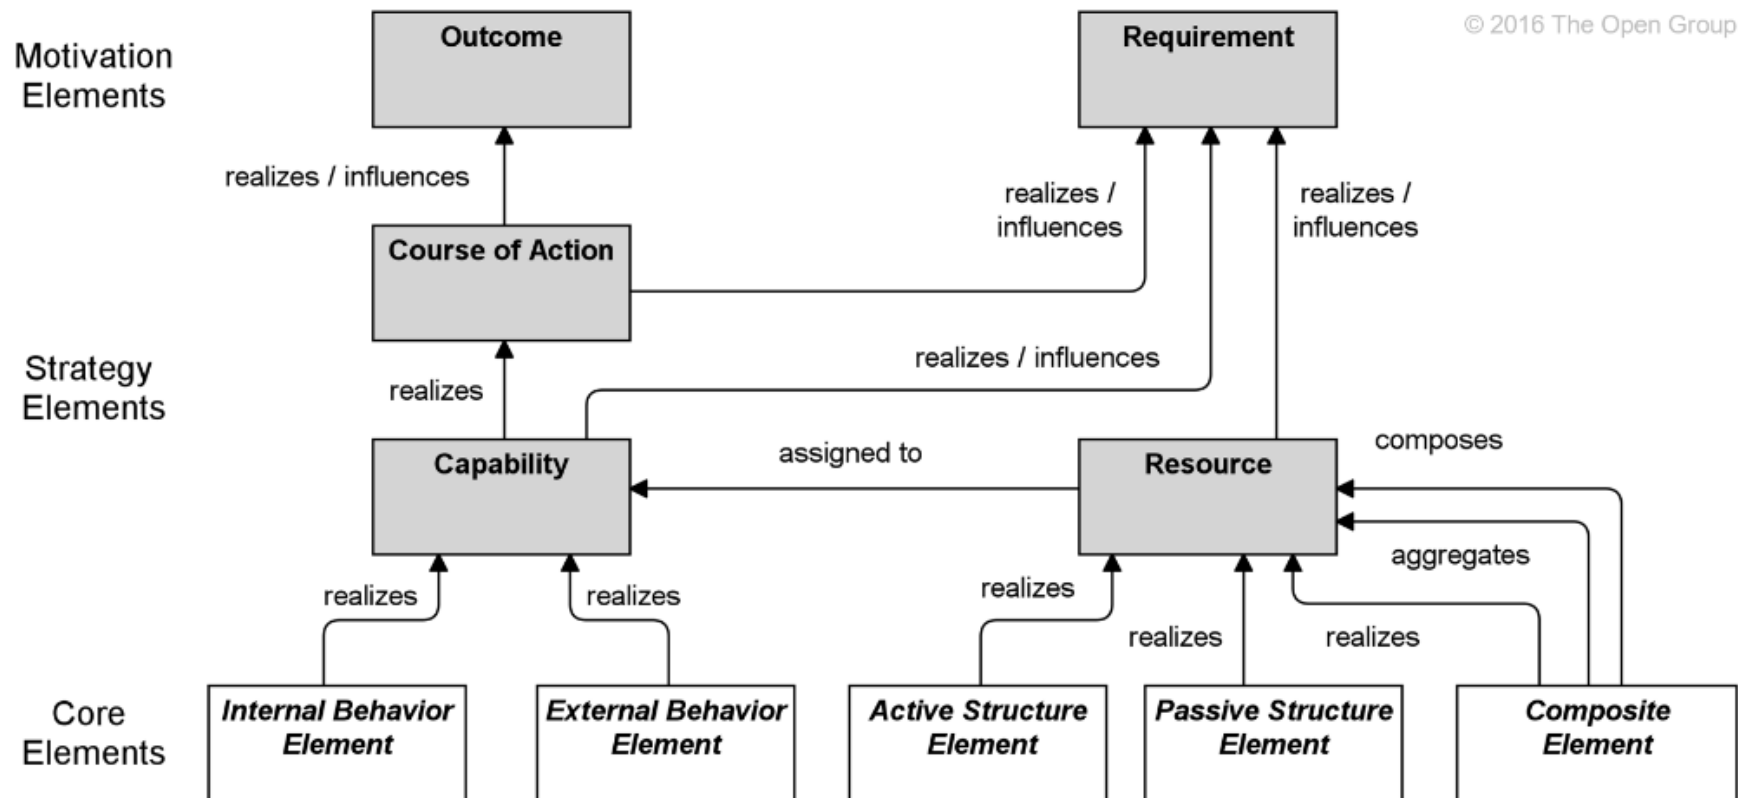 Motivation
Elements
Outcome
Requirement
© 2016 The Open Group
realizes / influences
realizes /
influences
realizes /
influences
Course of Action
Strategy
Elements
realizes
realizes / influences
Capability
assigned to
Resource
composes
aggregates
realizes
realizes
realizes
realizes
realizes
Core
Elements
Internal Behavior
Element
External Behavior
Element
Active Structure
Element
Passive Structure
Element
Composite
Element